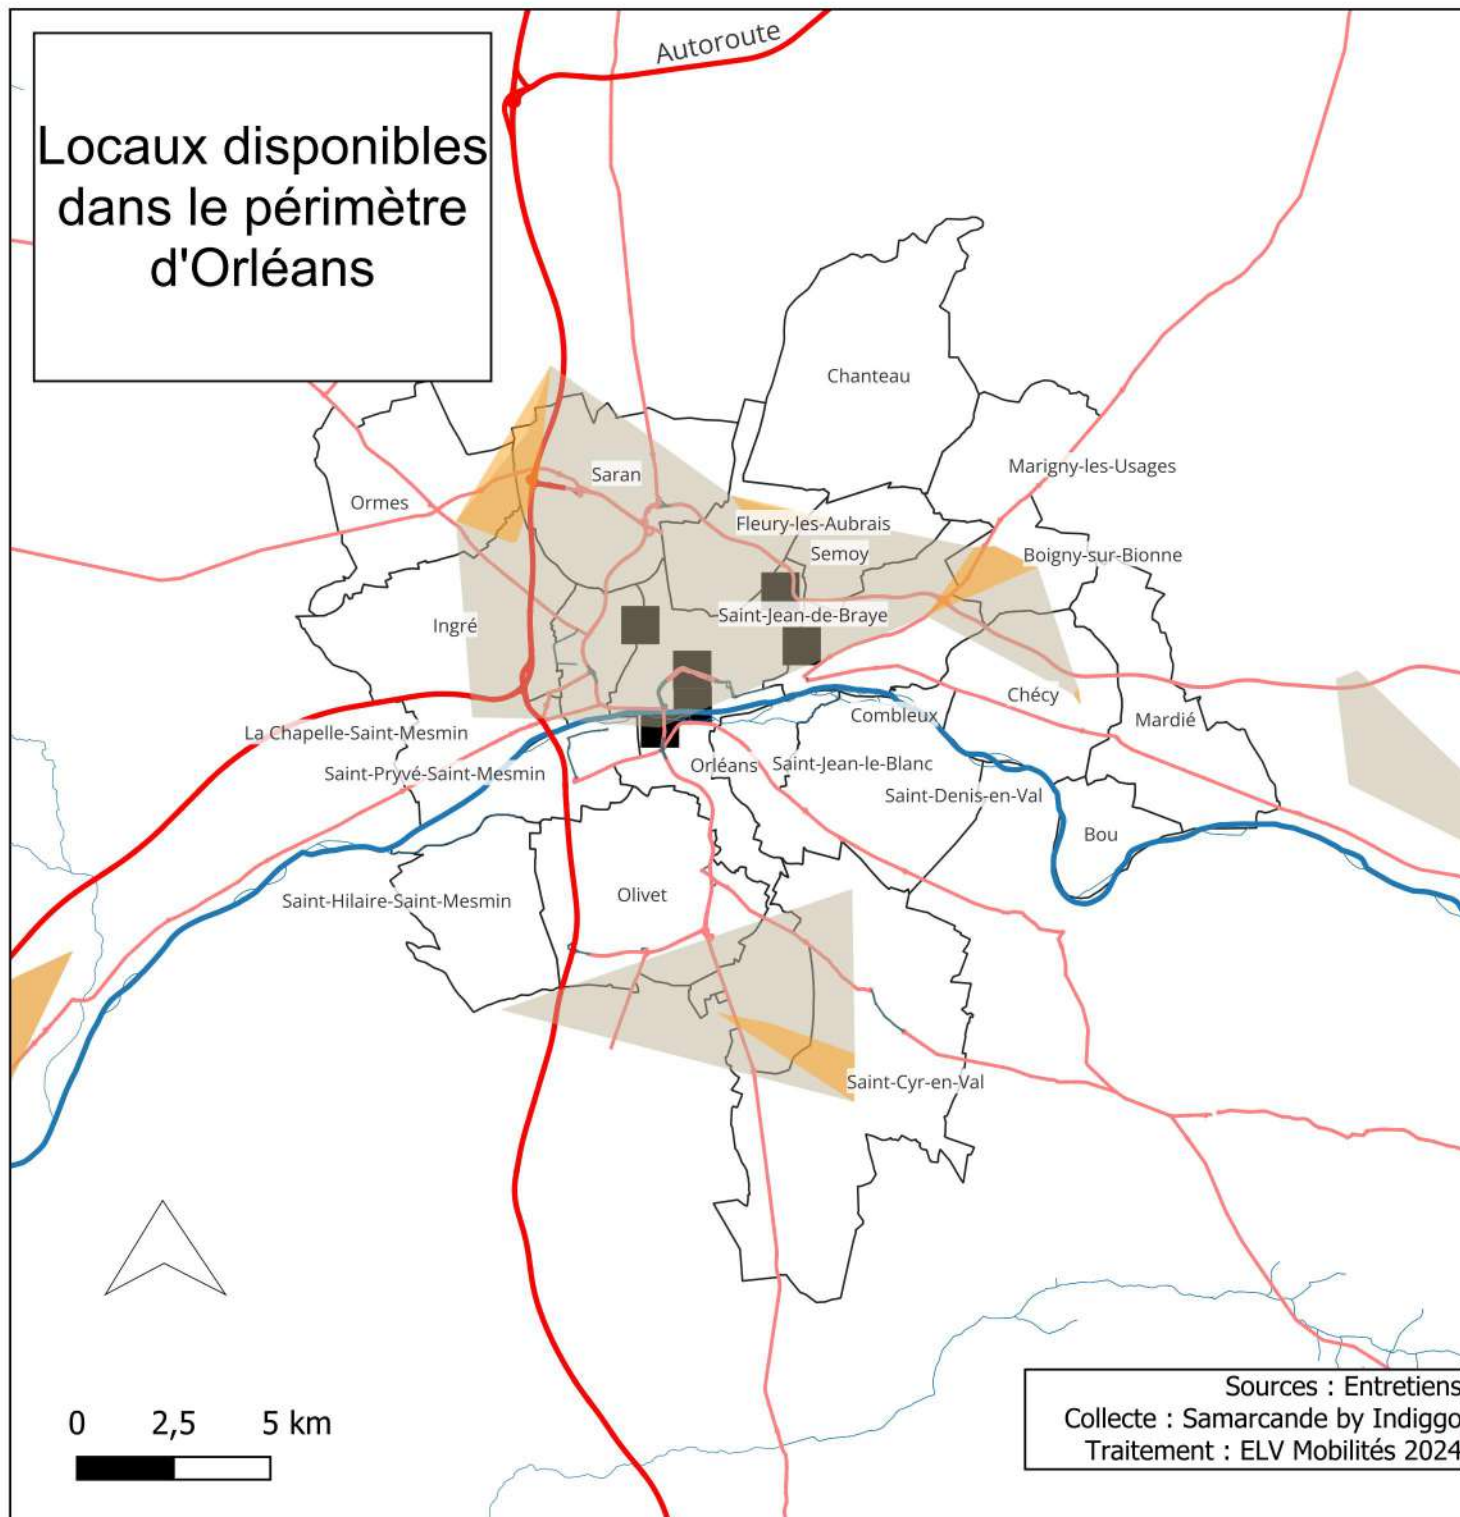 Autoroute
Locaux disponibles
dans le périmètre
d'Orléans
Chanteau
Marigny-les-Usages
Saran
Ormes
Fleury-les-Aubrais
Semoy
Boigny-sur-Bionne
Saint-Jean-de-Braye
Ingré
Chécy
Combleux
Mardié
La Chapelle-Saint-Mesmin
Orléans
Saint-Jean-le-Blanc
Saint-Pryvé-Saint-Mesmin
Saint-Denis-en-Val
Bou
Olivet
Saint-Hilaire-Saint-Mesmin
Saint-Cyr-en-Val
0 2,5 5 km
Sources : Entretiens
Collecte : Samarcande by Indiggo
Traitement : ELV Mobilités 2024